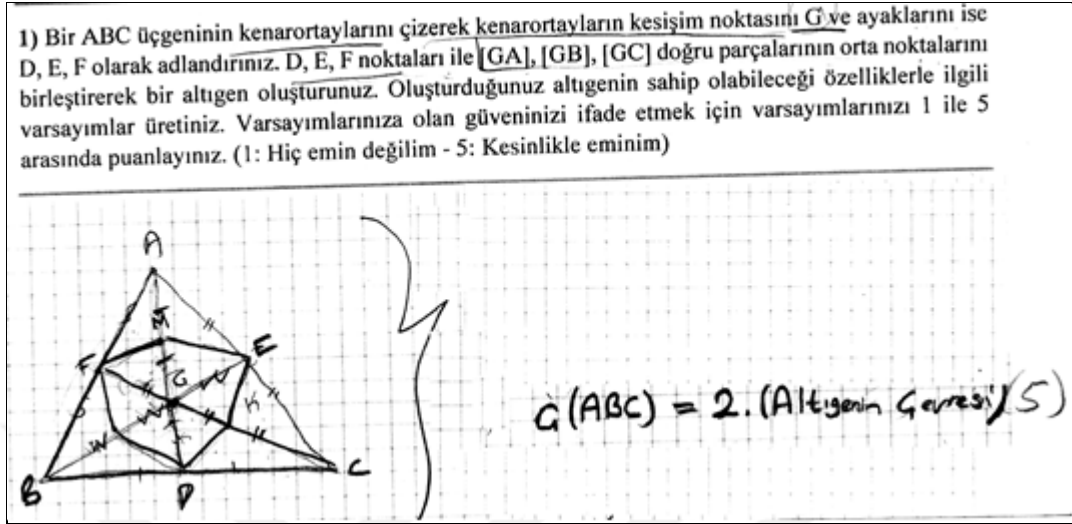 1) Bir ABC üçgeninin kenarortaylarını çizerek kenarortayların kesişim noktasını G ve ayaklarını ise
D, E, F olarak adlandırınız. D, E, F noktaları ile [GA], [GB], [GC] doğru parçalarının orta noktalarını
birleştirerek bir altıgen oluşturunuz. Oluşturduğunuz altıgenin sahip olabileceği özelliklerle ilgili
varsayımlar üretiniz. Varsayımlarınıza olan güveninizi ifade etmek için varsayımlarınızı 1 ile 5
arasında puanlayınız. (1: Hiç emin değilim - 5: Kesinlikle eminim)
A
M
F
E
G
K
Ç(ABC) = 2.(Altıgenin Çevresi) (5)
B
D
C